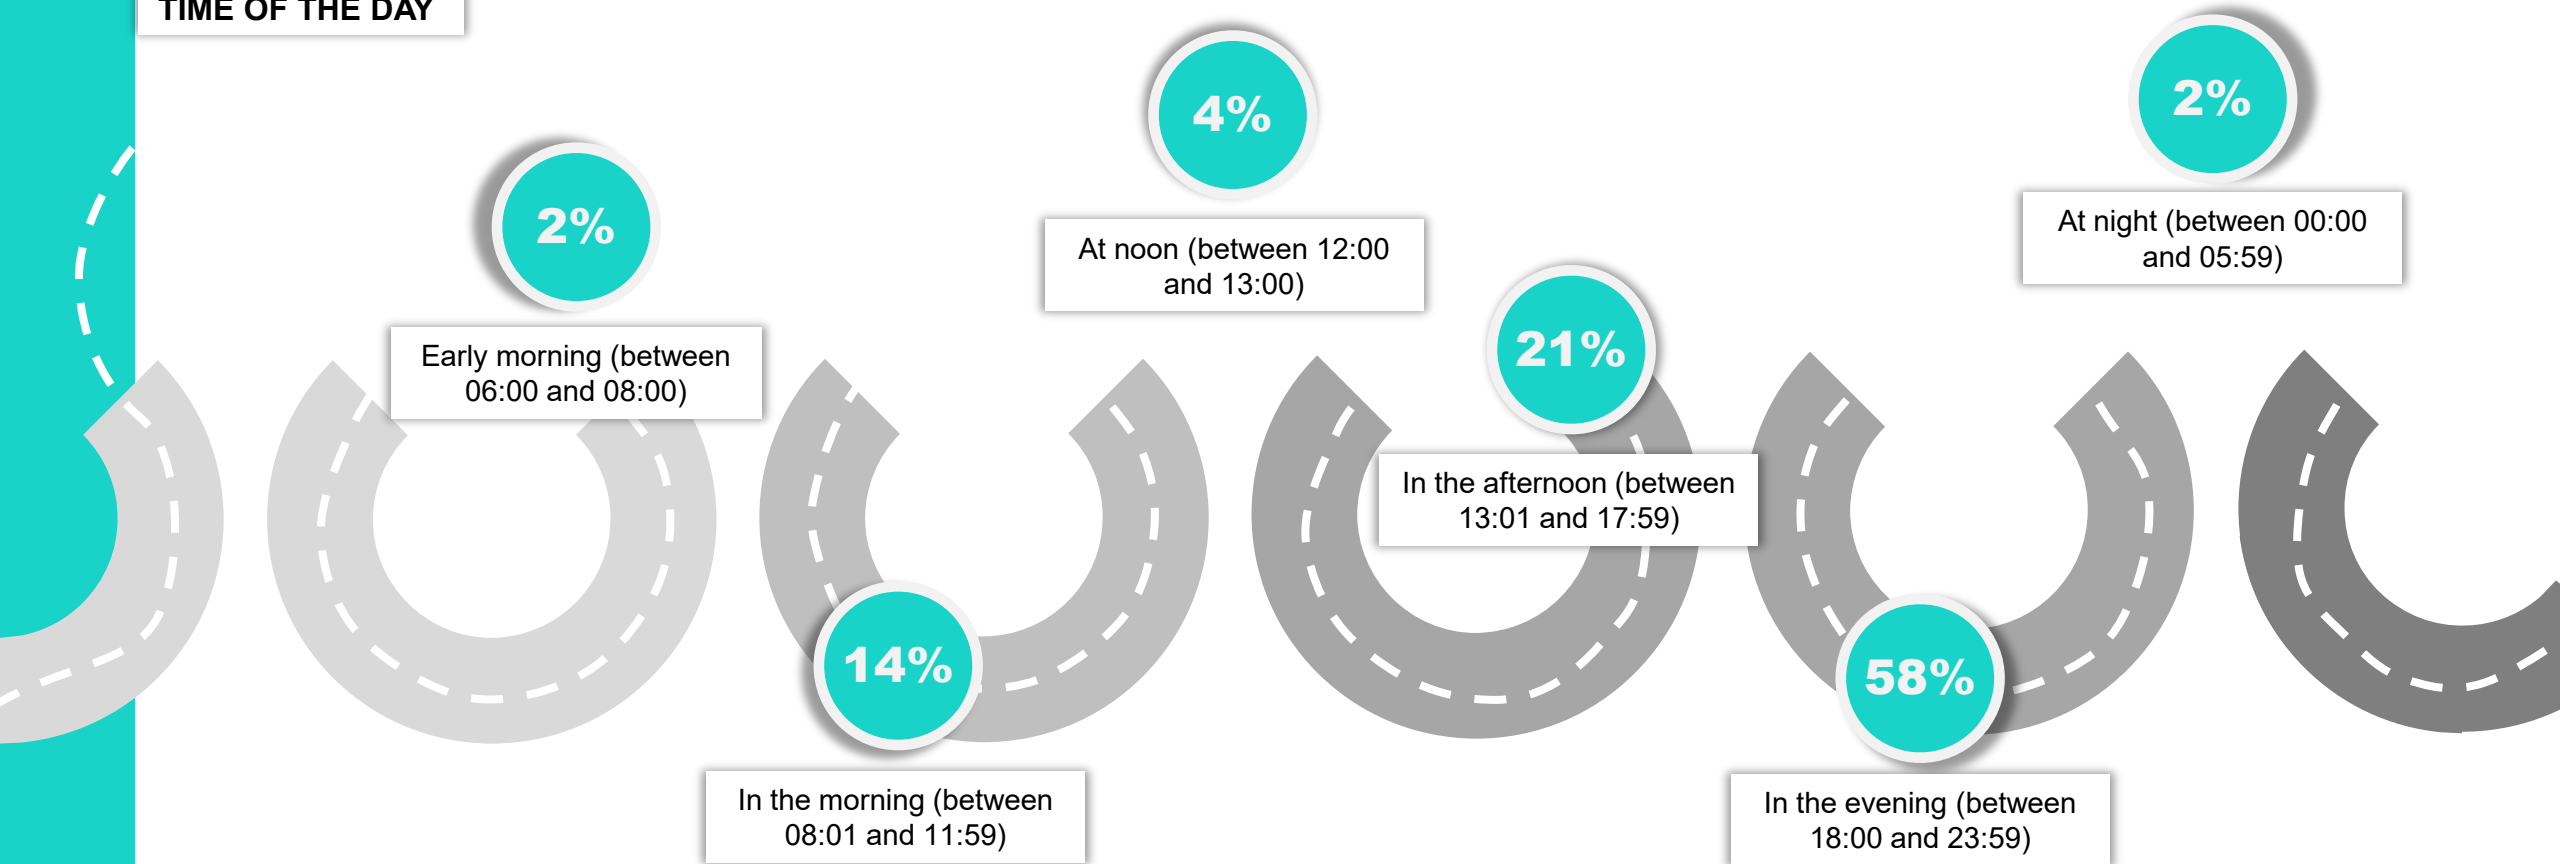 TIME OF THE DAY
2%
Early morning (between
06:00 and 08:00)
14%
In the morning (between
08:01 and 11:59)
4%
At noon (between 12:00
and 13:00)
21%
In the afternoon (between
13:01 and 17:59)
58%
In the evening (between
18:00 and 23:59)
2%
At night (between 00:00
and 05:59)